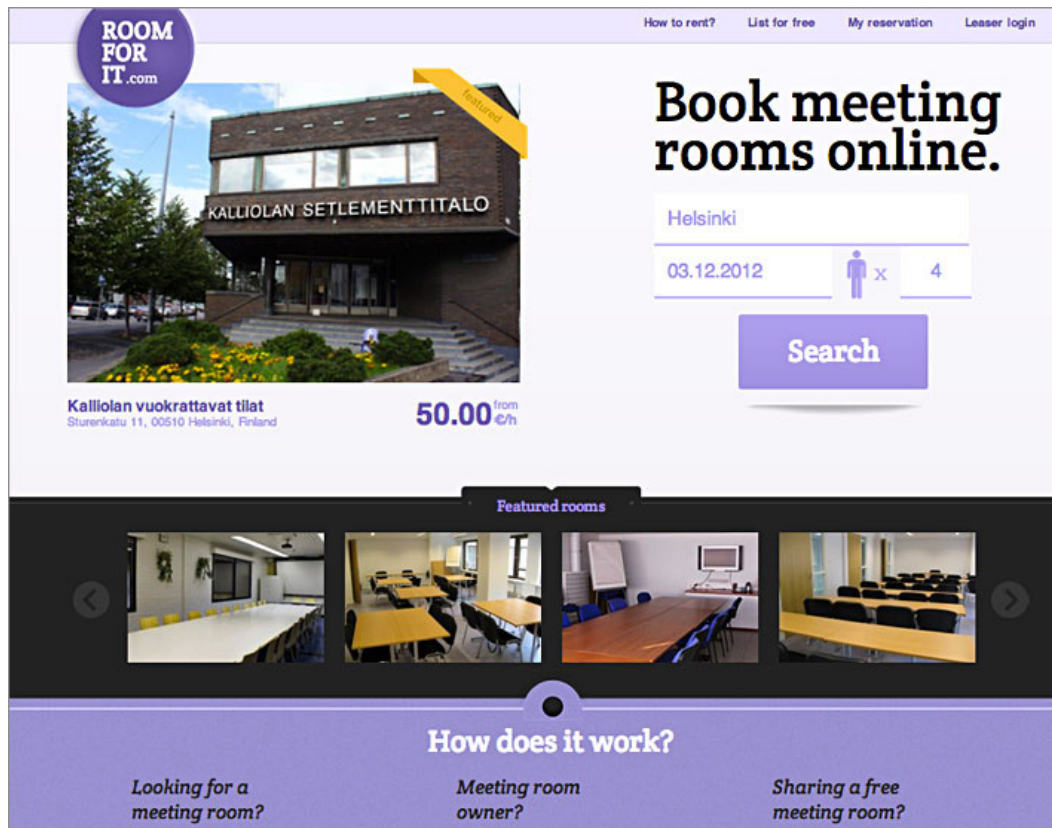 ROOM
FOR
IT.com
How to rent? List for free My reservation Leaser login
featured
KALLIOLAN SETLEMENTTITALO
Book meeting
rooms online.
Helsinki
03.12.2012 x 4
Search
Kalliolan vuokrattavat tilat
Sturenkatu 11, 00510 Helsinki, Finland
50.00 from
€/h
Featured rooms
How does it work?
Looking for a
meeting room?
Meeting room
owner?
Sharing a free
meeting room?